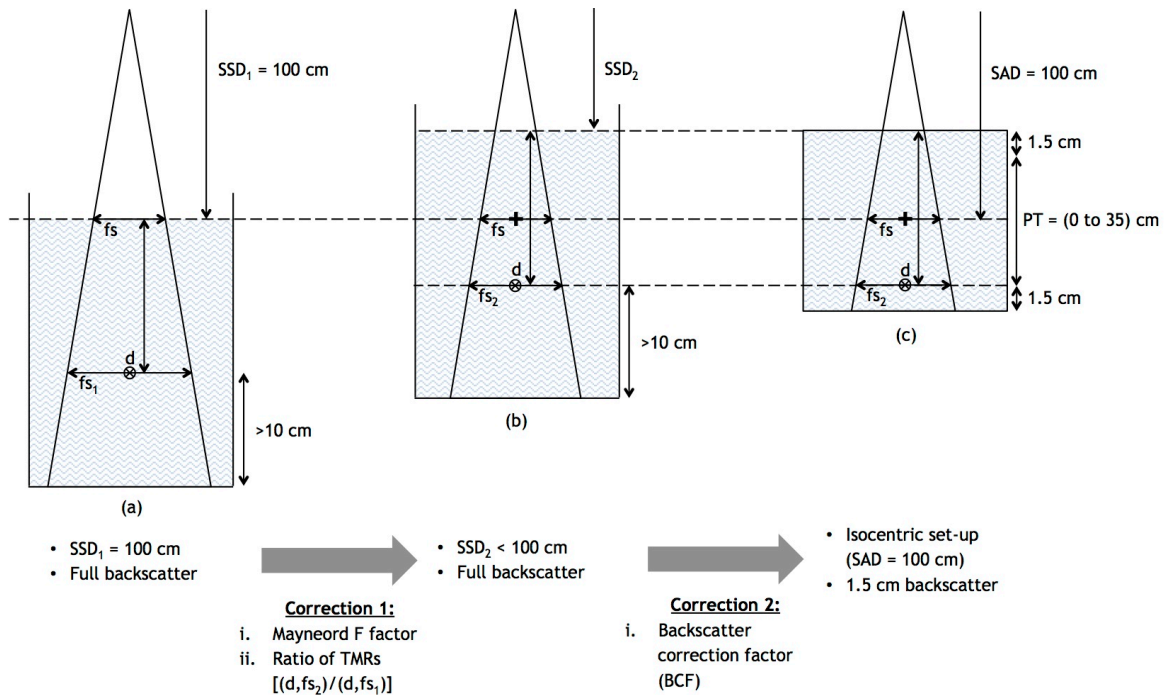 SSD₁ = 100 cm
fs
d
fs₁
>10 cm
(a)
SSD₂
fs
d
fs₂
>10 cm
(b)
SAD = 100 cm
1.5 cm
fs
PT = (0 to 35) cm
d
fs₂
1.5 cm
(c)
• SSD₁ = 100 cm
• Full backscatter
Correction 1:
i. Mayneord F factor
ii. Ratio of TMRs
[(d,fs₂)/(d,fs₁)]
• SSD₂ < 100 cm
• Full backscatter
Correction 2:
i. Backscatter
correction factor
(BCF)
• Isocentric set-up
(SAD = 100 cm)
• 1.5 cm backscatter